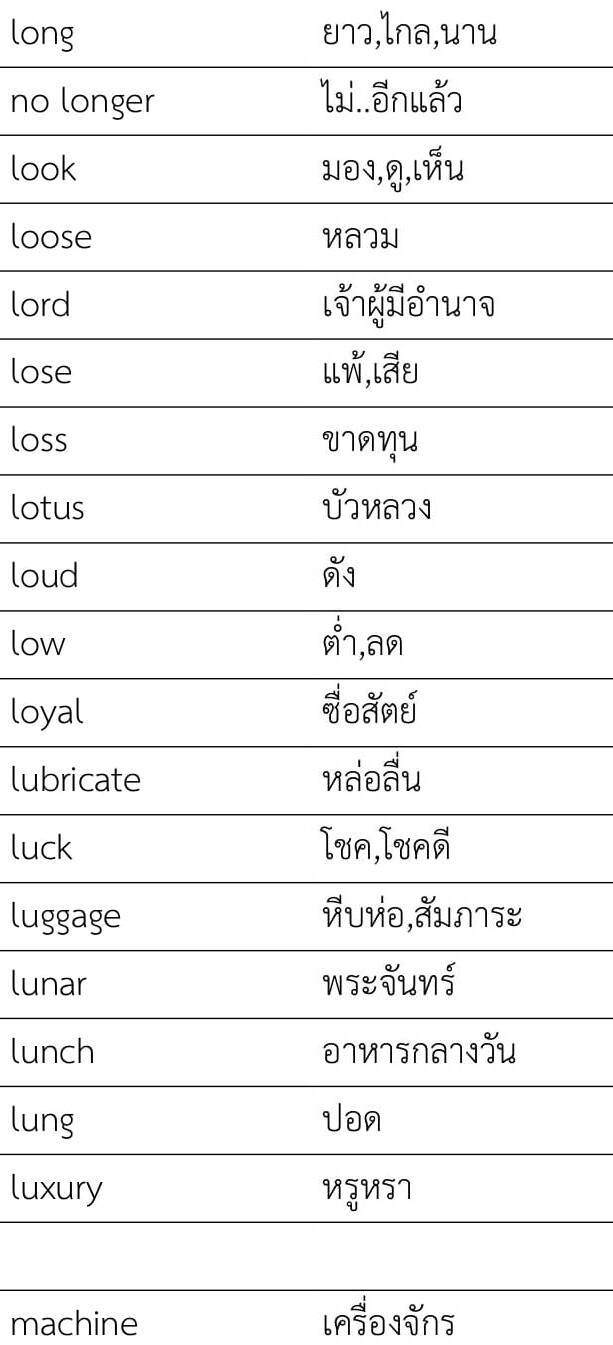 long ยาว,ไกล,นาน
no longer ไม่..อีกแล้ว
look มอง,ดู,เห็น
loose หลวม
lord เจ้าผู้มีอำนาจ
lose แพ้,เสีย
loss ขาดทุน
lotus บัวหลวง
loud ดัง
low ต่ำ,ลด
loyal ซื่อสัตย์
lubricate หล่อลื่น
luck โชค,โชคดี
luggage หีบห่อ,สัมภาระ
lunar พระจันทร์
lunch อาหารกลางวัน
lung ปอด
luxury หรูหรา
machine เครื่องจักร